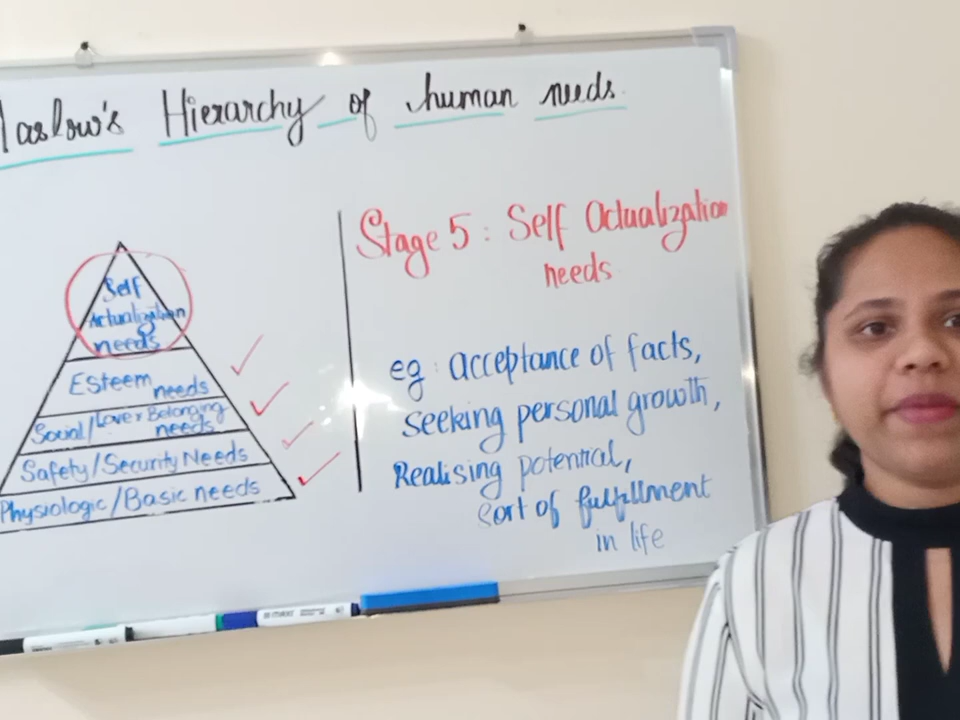 Maslow's Hierarchy of human needs.
Self
Actualization
needs
Esteem needs
Social/Love & Belonging
needs
Safety/Security Needs
Physiologic/Basic needs
Stage 5: Self Actualization
needs
eg: acceptance of facts,
seeking personal growth,
Realising potential,
sort of fulfillment
in life